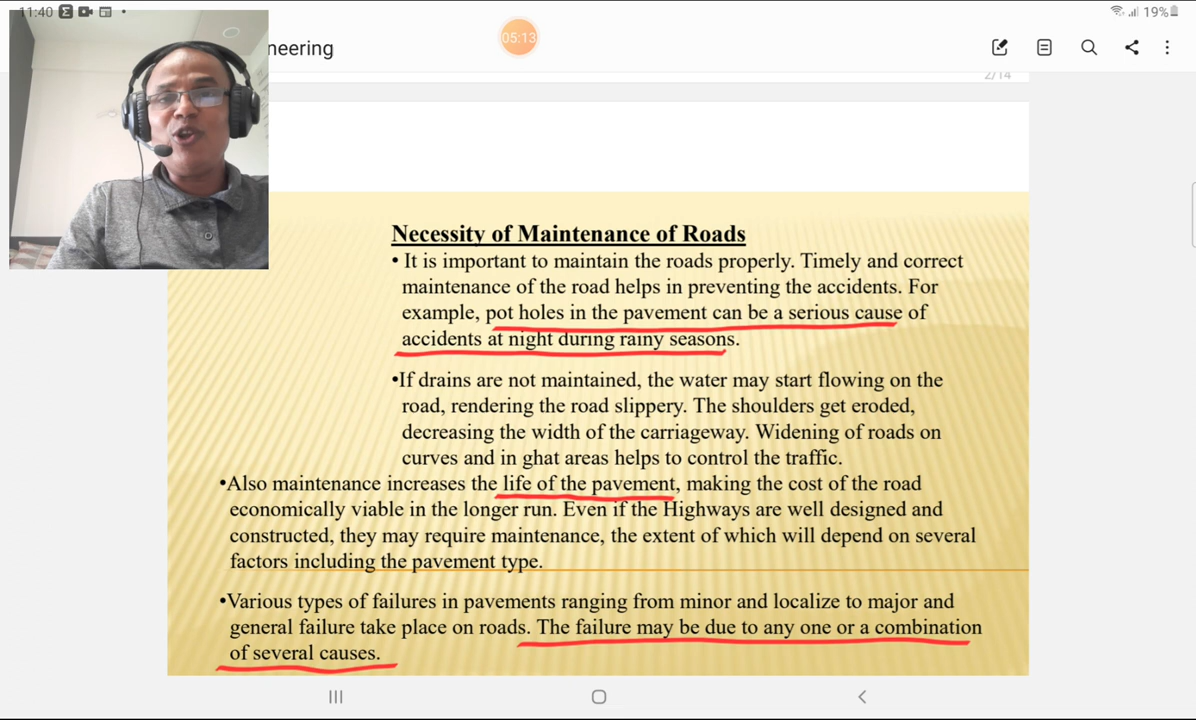 11:40
19%
neering
05:13
2/14
Necessity of Maintenance of Roads
• It is important to maintain the roads properly. Timely and correct
maintenance of the road helps in preventing the accidents. For
example, pot holes in the pavement can be a serious cause of
accidents at night during rainy seasons.
•If drains are not maintained, the water may start flowing on the
road, rendering the road slippery. The shoulders get eroded,
decreasing the width of the carriageway. Widening of roads on
curves and in ghat areas helps to control the traffic.
•Also maintenance increases the life of the pavement, making the cost of the road
economically viable in the longer run. Even if the Highways are well designed and
constructed, they may require maintenance, the extent of which will depend on several
factors including the pavement type.
•Various types of failures in pavements ranging from minor and localize to major and
general failure take place on roads. The failure may be due to any one or a combination
of several causes.